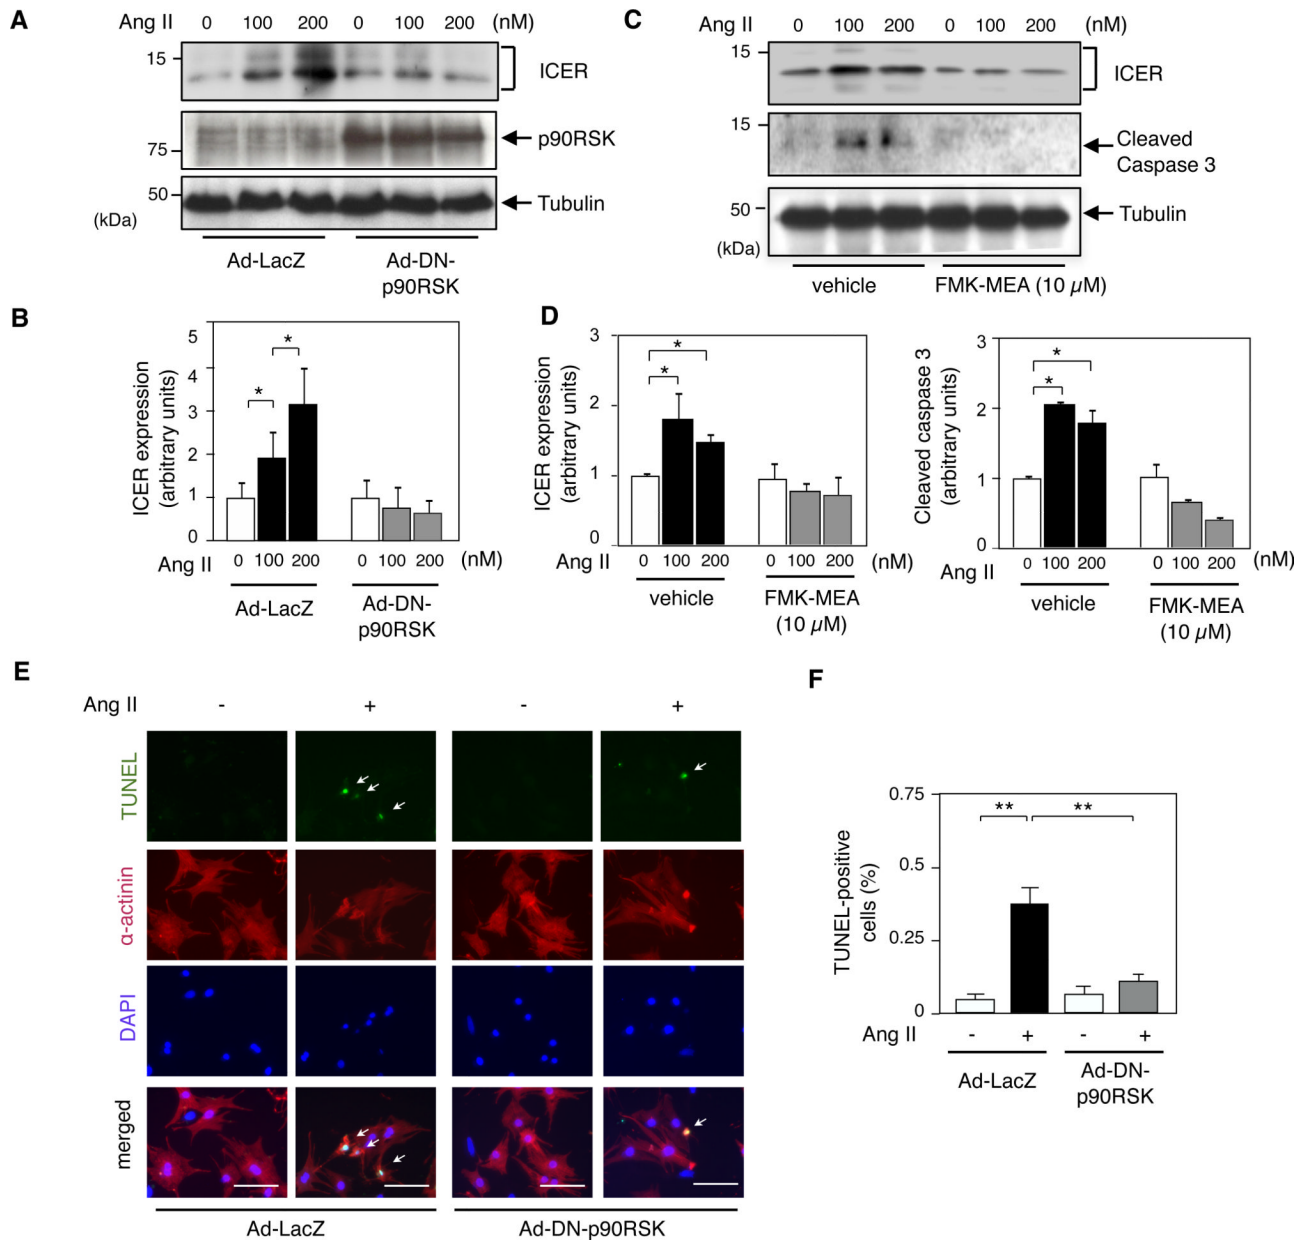 A
Ang II 0 100 200 0 100 200 (nM)
15
ICER
p90RSK
75
50
Tubulin
(kDa)
Ad-LacZ
Ad-DN-
p90RSK
C
Ang II 0 100 200 0 100 200 (nM)
15
ICER
15
Cleaved
Caspase 3
50
Tubulin
(kDa)
vehicle
FMK-MEA (10 µM)
B
ICER expression
(arbitrary units)
5
4
3
2
1
0
*
*
Ang II 0 100 200 0 100 200 (nM)
Ad-LacZ
Ad-DN-
p90RSK
D
ICER expression
(arbitrary units)
3
2
1
0
*
*
Ang II 0 100 200 0 100 200 (nM)
vehicle
FMK-MEA
(10 µM)
Cleaved caspase 3
(arbitrary units)
3
2
1
0
*
*
Ang II 0 100 200 0 100 200 (nM)
vehicle
FMK-MEA
(10 µM)
E
Ang II - + - +
TUNEL
α-actinin
DAPI
merged
Ad-LacZ
Ad-DN-p90RSK
F
TUNEL-positive
cells (%)
0.75
0.5
0.25
0
** **
Ang II - + - +
Ad-LacZ
Ad-DN-
p90RSK